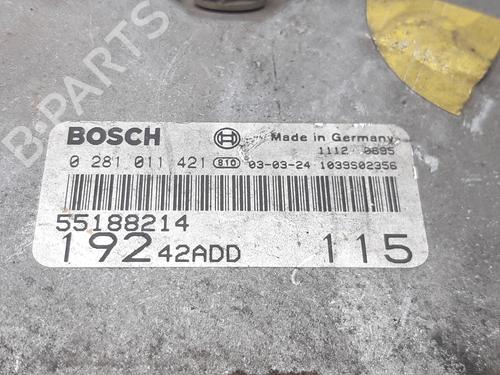 B-PARTS
BOSCH
Made in Germany
1112 0695
0 281 011 421 810 03-03-24 1039S02356
55188214
192 42ADD 115